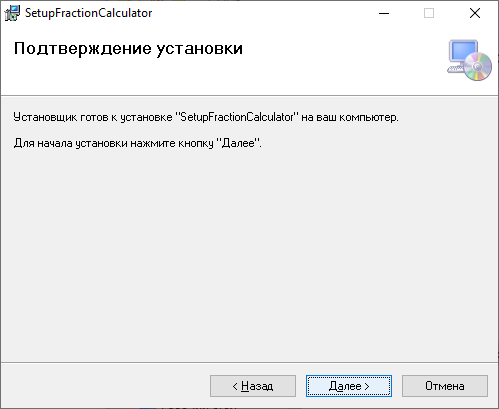 SetupFractionCalculator
Подтверждение установки
Установщик готов к установке "SetupFractionCalculator" на ваш компьютер.
Для начала установки нажмите кнопку "Далее".
< Назад
Далее >
Отмена